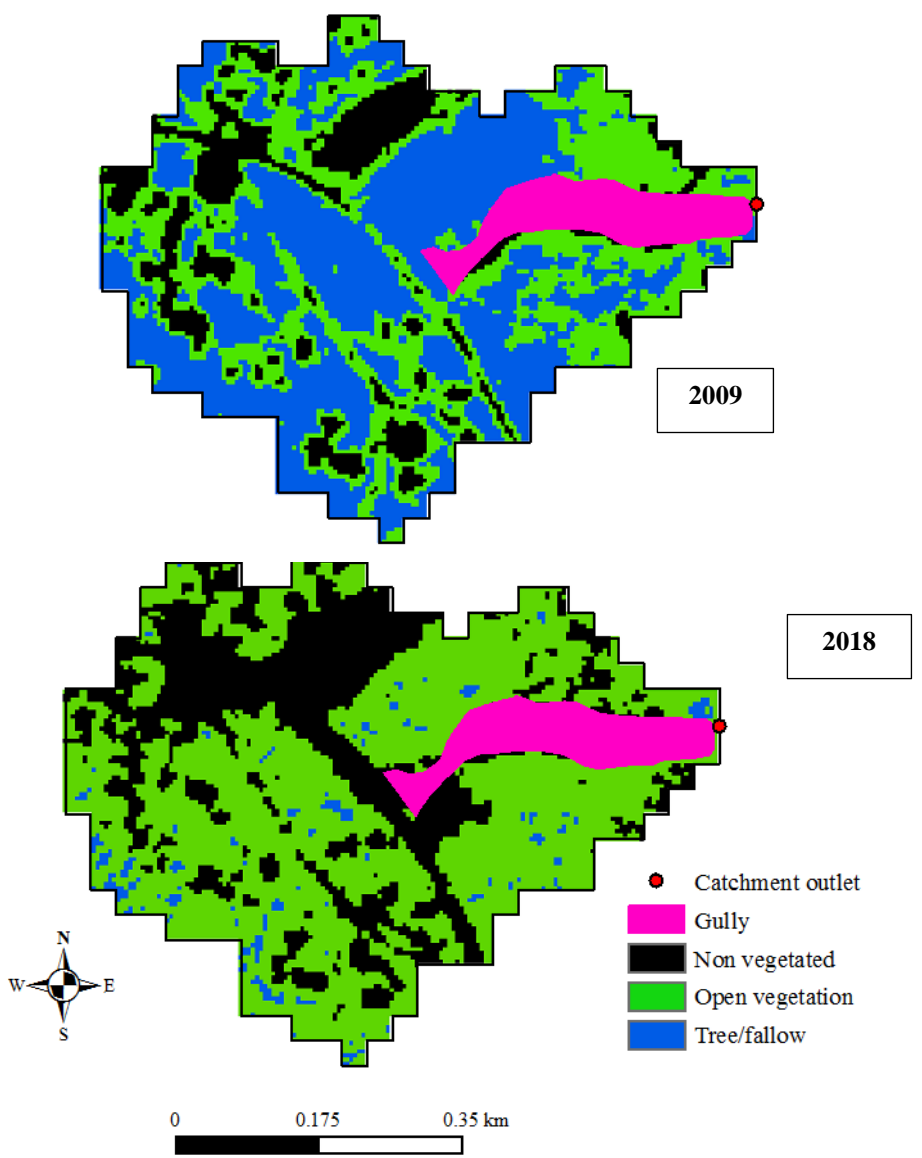 2009
2018
Catchment outlet
Gully
Non vegetated
Open vegetation
Tree/fallow
N
W E
S
0 0.175 0.35 km